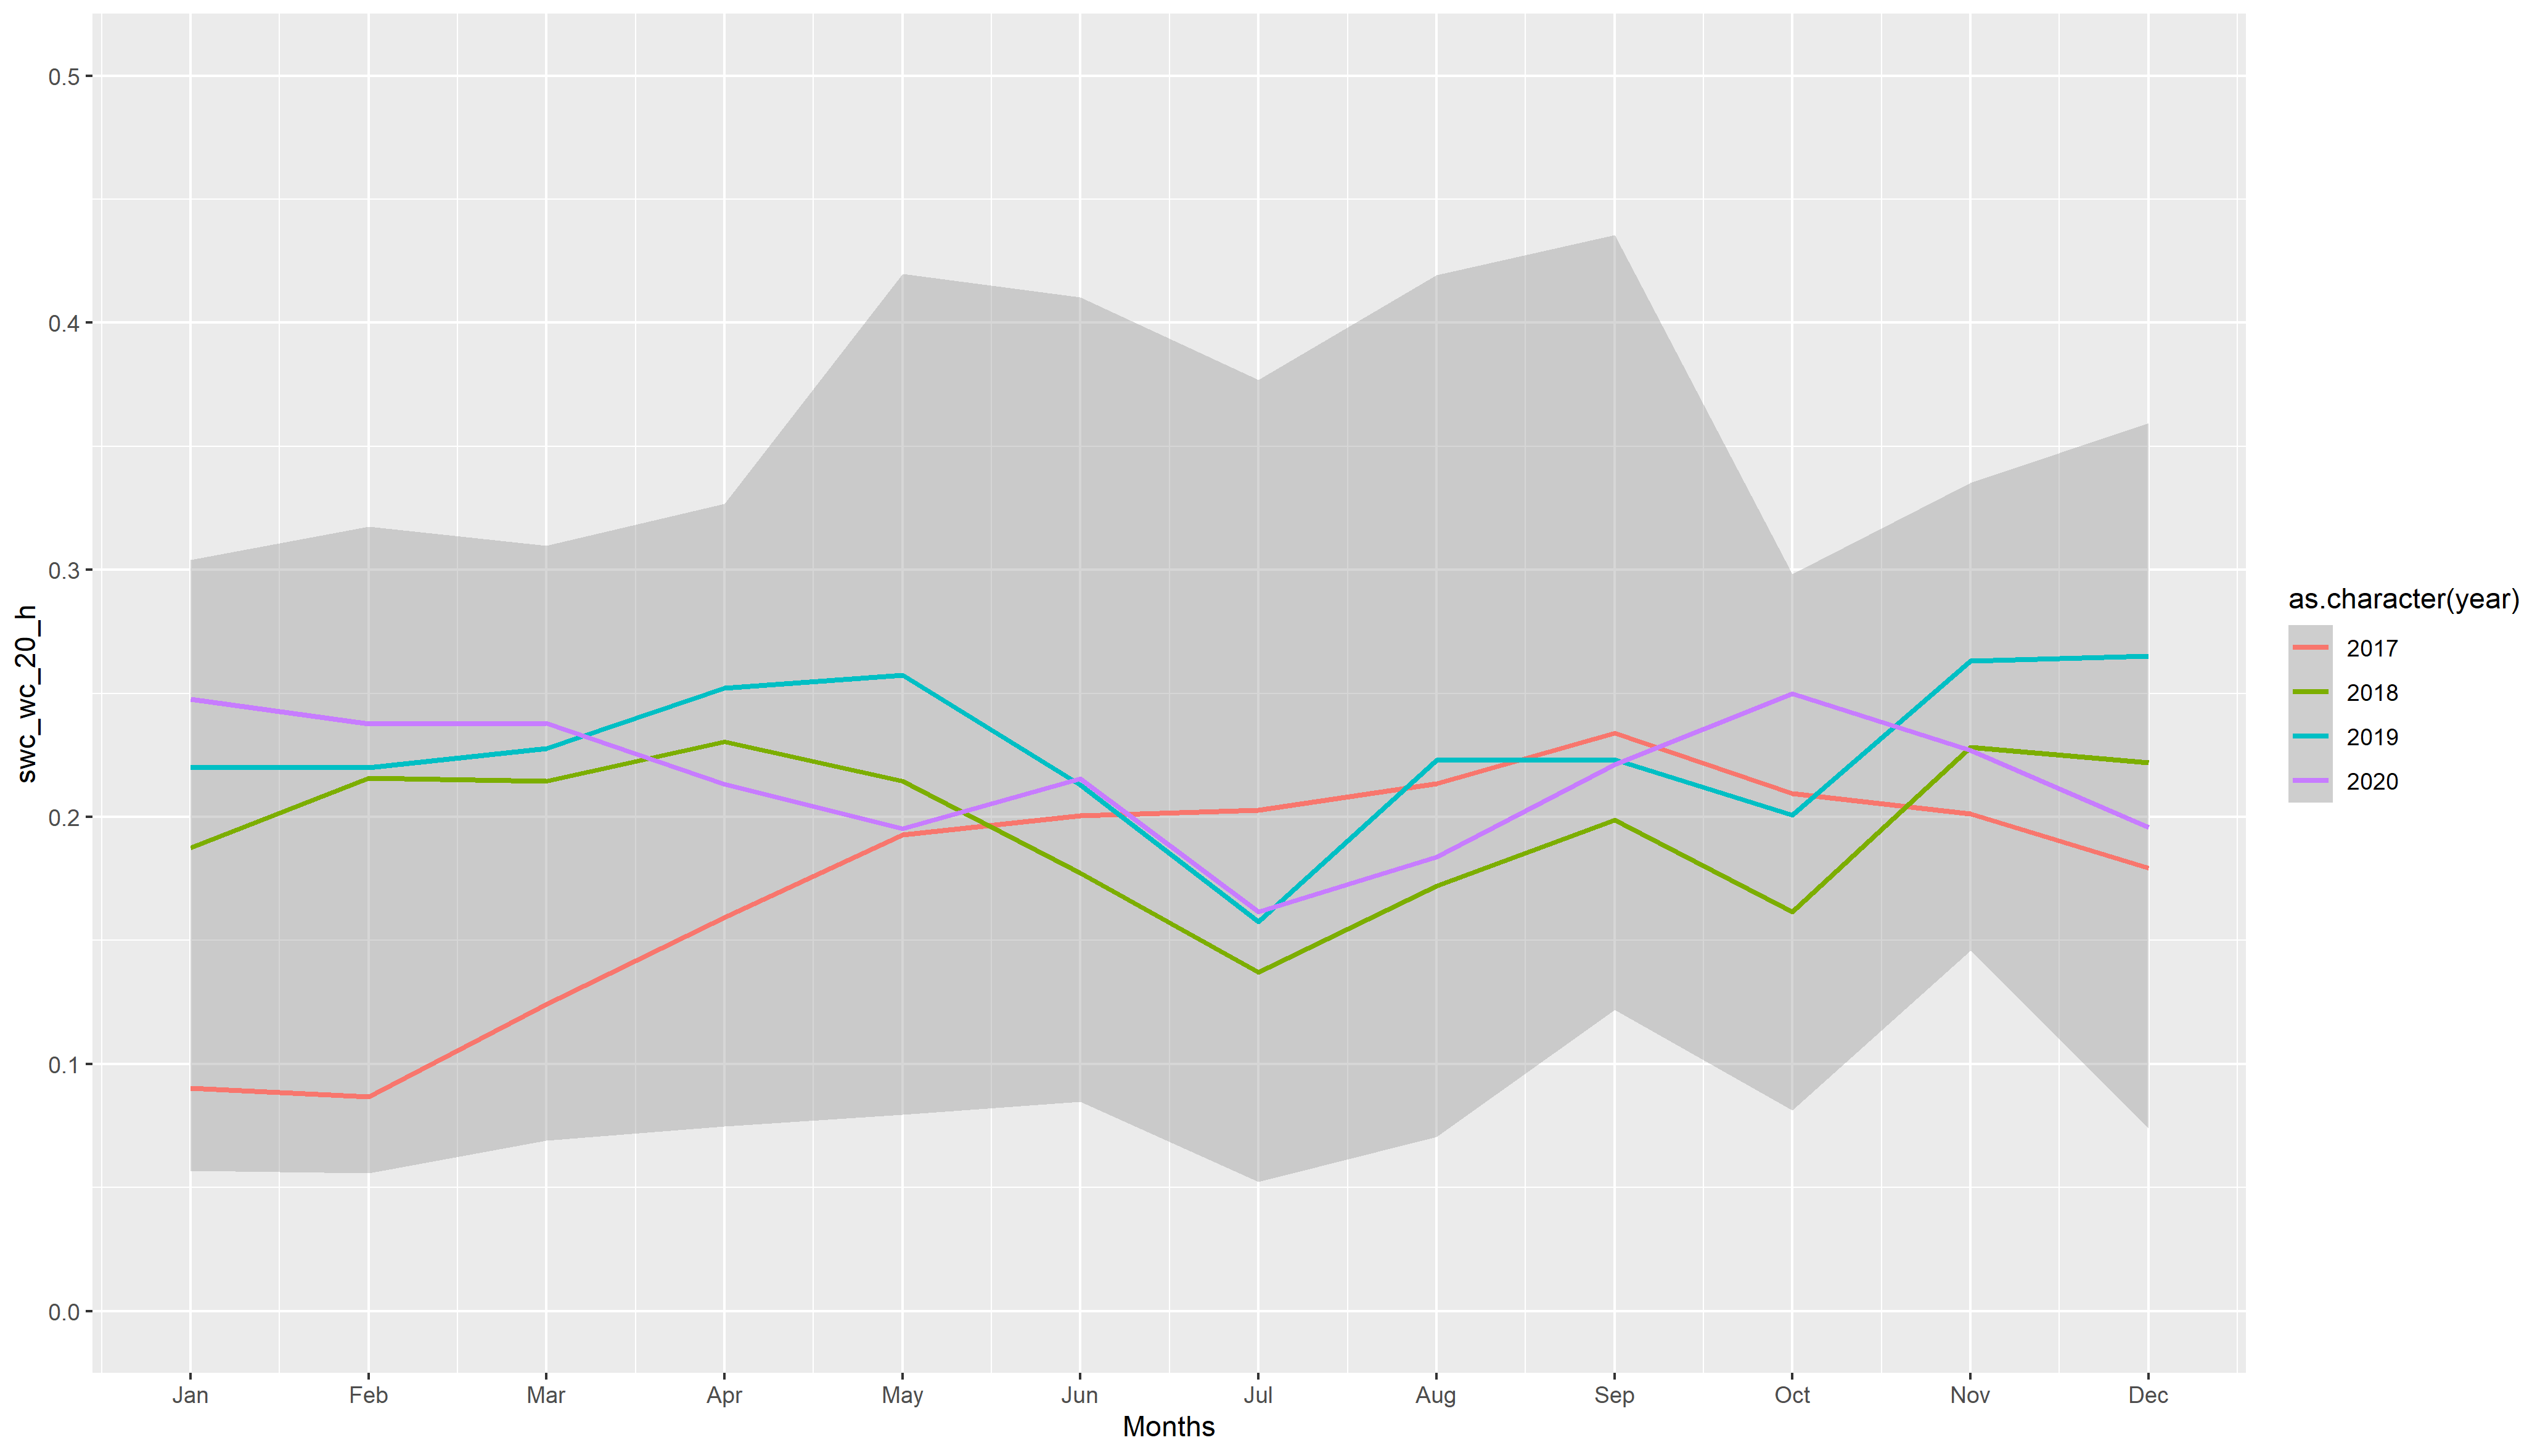 0.5
0.4
0.3
0.2
0.1
0.0
swc_wc_20_h
Jan Feb Mar Apr May Jun Jul Aug Sep Oct Nov Dec
Months
as.character(year)
2017
2018
2019
2020